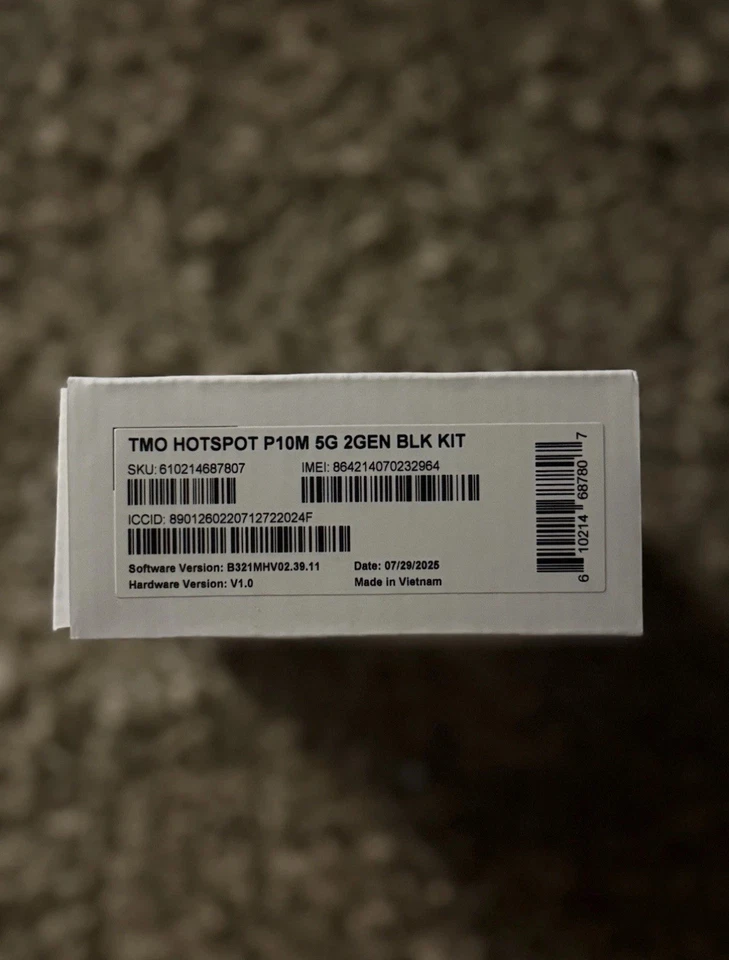 TMO HOTSPOT P10M 5G 2GEN BLK KIT
SKU: 610214687807
IMEI: 864214070232964
ICCID: 8901260220712722024F
Software Version: B321MHV02.39.11
Date: 07/29/2025
Hardware Version: V1.0
Made in Vietnam
6 10214 68780 7